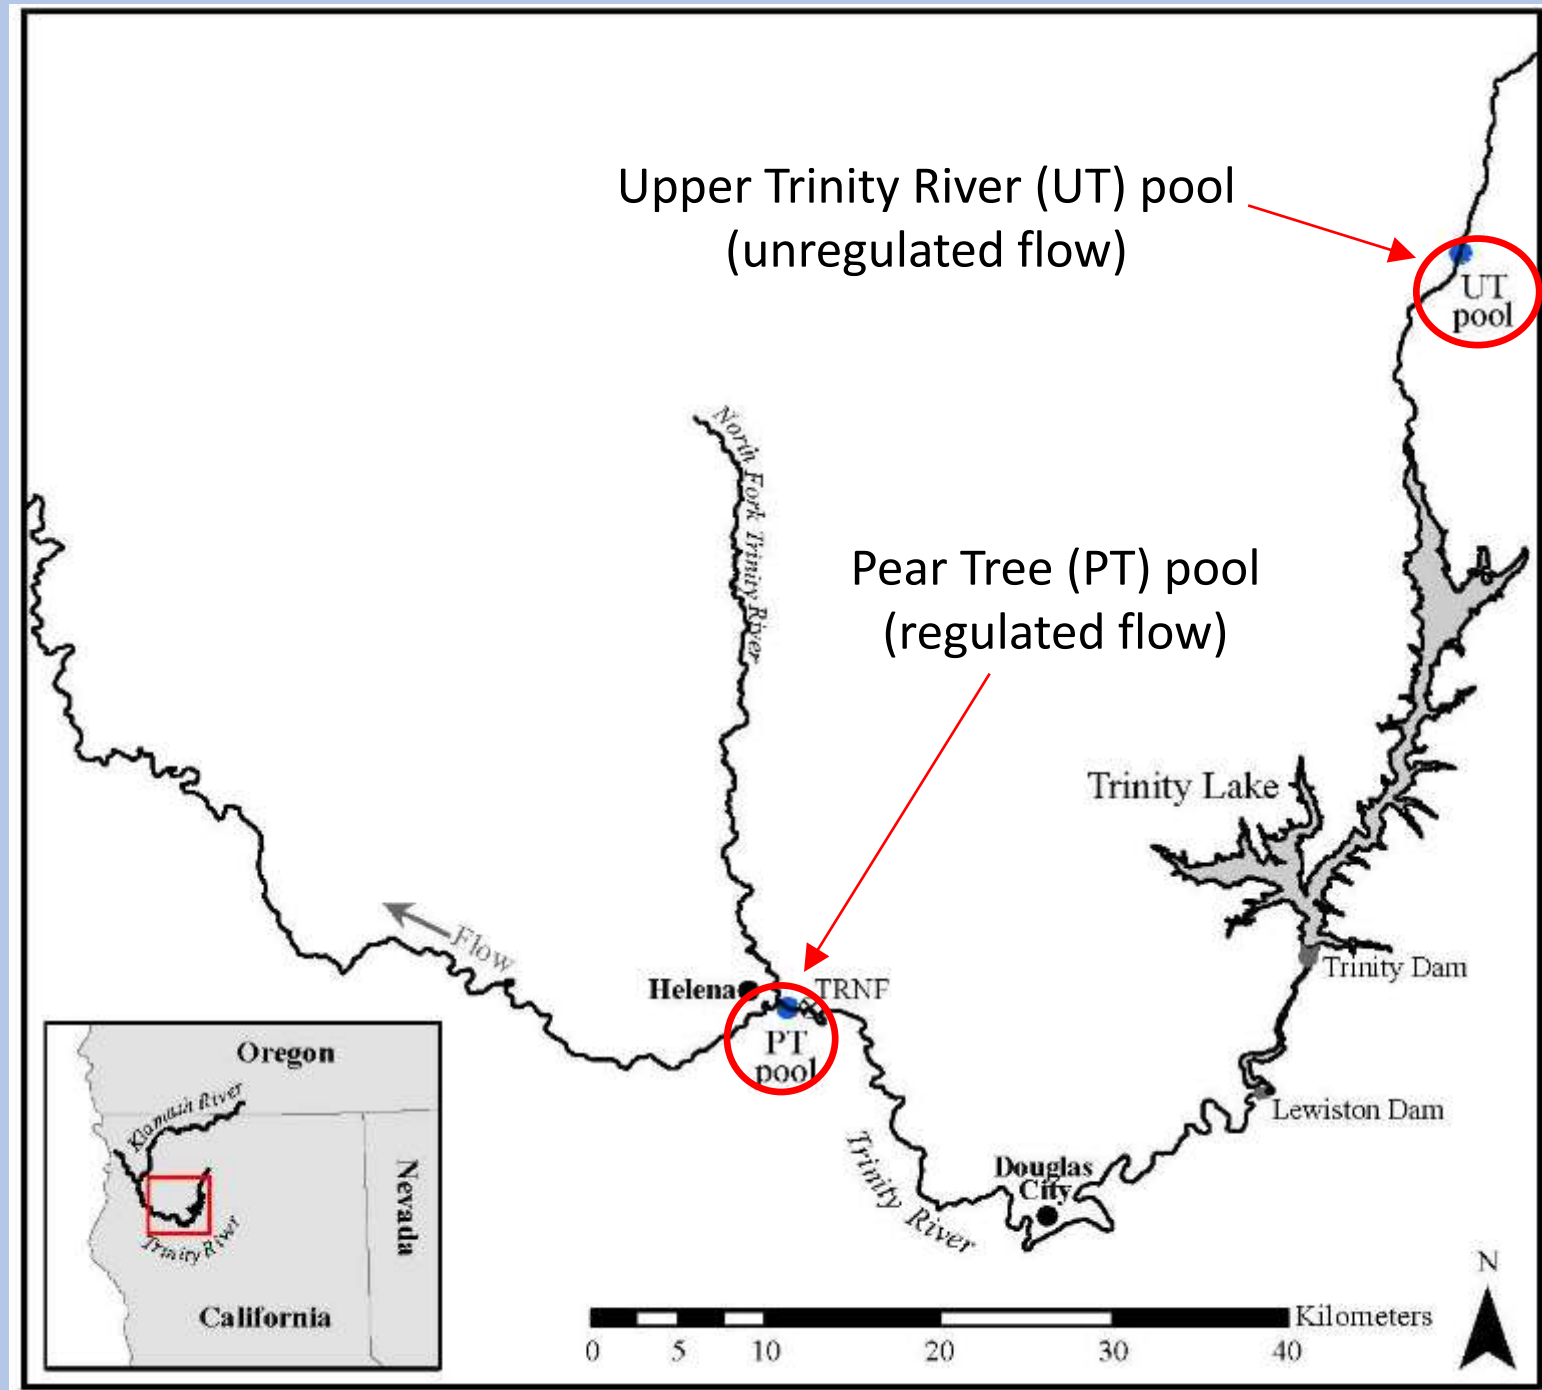 Upper Trinity River (UT) pool
(unregulated flow)
UT
pool
North Fork Trinity River
Pear Tree (PT) pool
(regulated flow)
Trinity Lake
Flow
Trinity Dam
Helena
TRNF
PT
pool
Lewiston Dam
Trinity River
Douglas
City
Oregon
Klamath River
Nevada
Trinity River
California
N
Kilometers
0 5 10 20 30 40